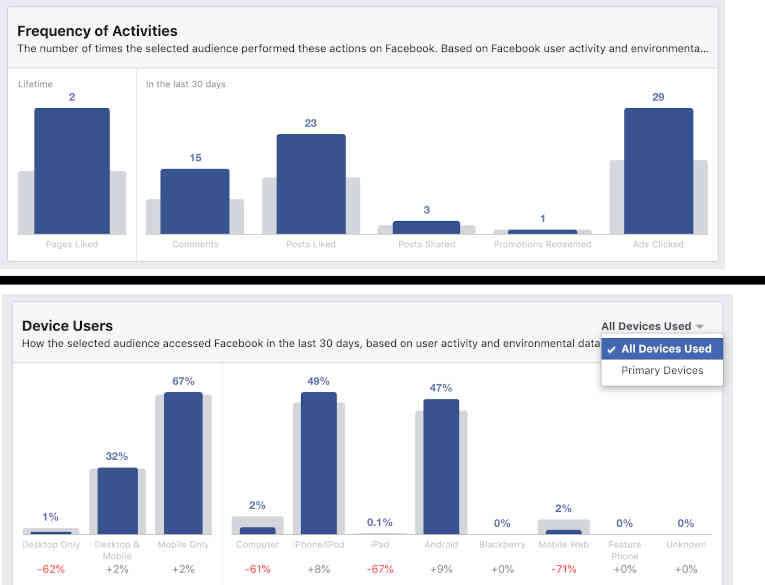 Frequency of Activities
The number of times the selected audience performed these actions on Facebook. Based on Facebook user activity and environmenta...
Lifetime
In the last 30 days
2
15
23
3
1
29
Pages Liked
Comments
Posts Liked
Posts Shared
Promotions Redeemed
Ads Clicked
Device Users
All Devices Used
How the selected audience accessed Facebook in the last 30 days, based on user activity and environmental data
All Devices Used
Primary Devices
1%
32%
67%
2%
49%
0.1%
47%
0%
2%
0%
0%
Desktop Only
Desktop &
Mobile
Mobile Only
Computer
iPhone/iPod
iPad
Android
Blackberry
Mobile Web
Feature
Phone
Unknown
-62%
+2%
+2%
-61%
+8%
-67%
+9%
+0%
-71%
+0%
+0%